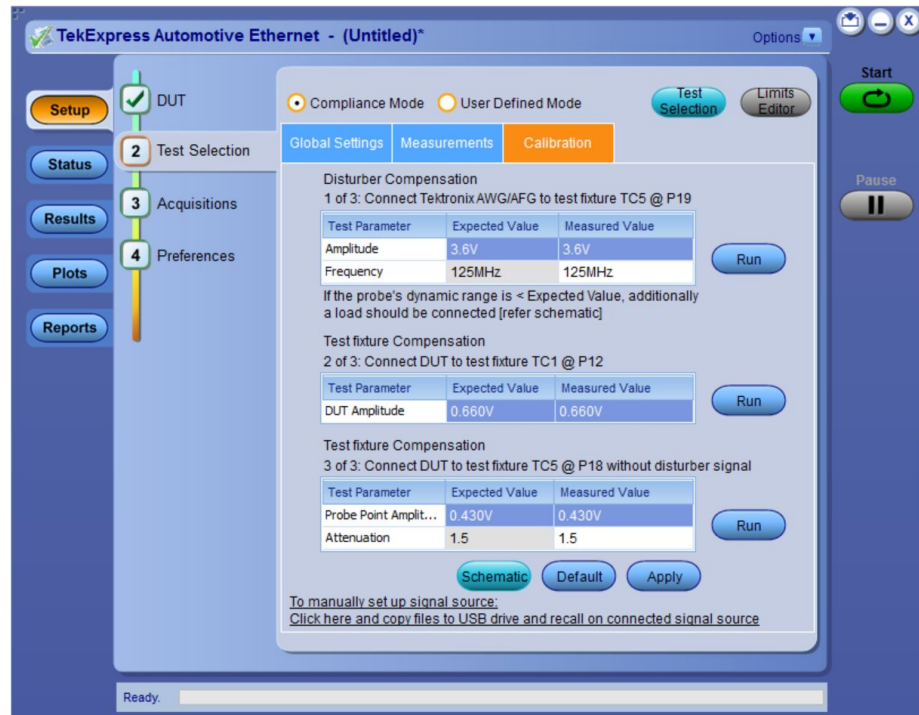 TekExpress Automotive Ethernet - (Untitled)*
Options
X
Start
Setup
DUT
Compliance Mode
User Defined Mode
Test Selection
Limits Editor
2
Test Selection
Global Settings
Measurements
Calibration
Status
Pause
Disturber Compensation
1 of 3: Connect Tektronix AWG/AFG to test fixture TC5 @ P19
3
Acquisitions
Results
Test Parameter Expected Value Measured Value
Amplitude 3.6V 3.6V
Frequency 125MHz 125MHz
Run
4
Preferences
Plots
If the probe's dynamic range is < Expected Value, additionally
a load should be connected [refer schematic]
Reports
Test fixture Compensation
2 of 3: Connect DUT to test fixture TC1 @ P12
Test Parameter Expected Value Measured Value
DUT Amplitude 0.660V 0.660V
Run
Test fixture Compensation
3 of 3: Connect DUT to test fixture TC5 @ P18 without disturber signal
Test Parameter Expected Value Measured Value
Probe Point Amplit... 0.430V 0.430V
Attenuation 1.5 1.5
Run
Schematic
Default
Apply
To manually set up signal source:
Click here and copy files to USB drive and recall on connected signal source
Ready.